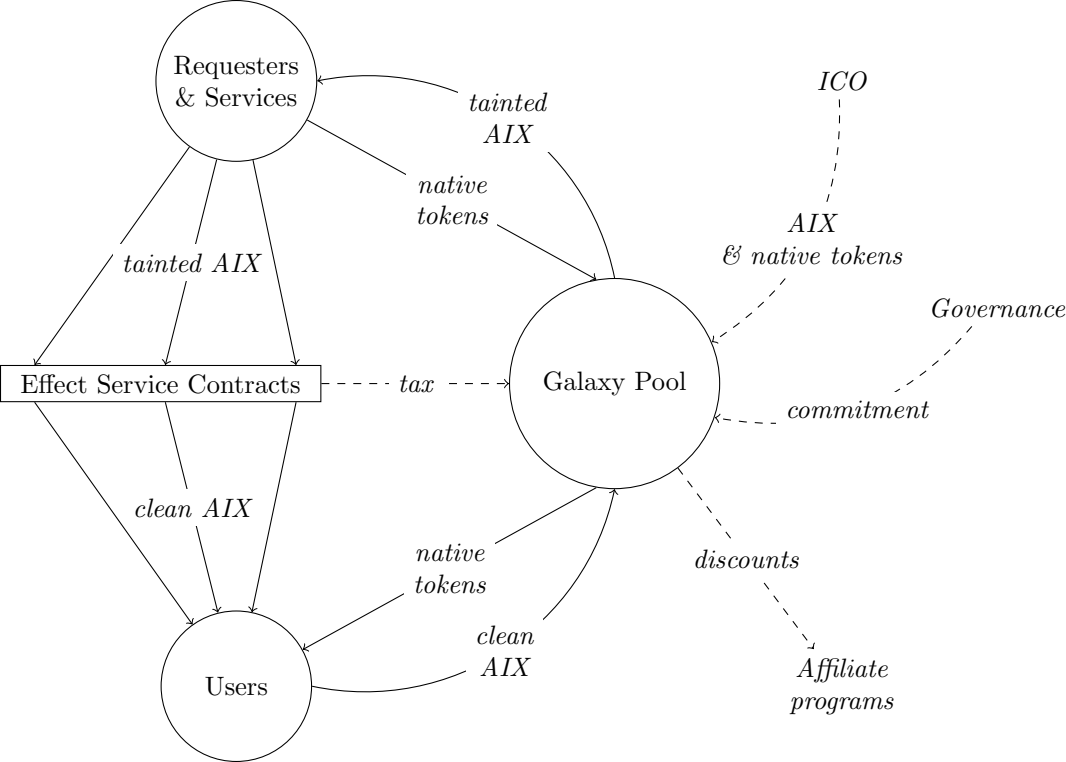 Requesters
& Services
ICO
tainted
AIX
native
tokens
AIX
& native tokens
tainted AIX
Governance
Effect Service Contracts
tax
Galaxy Pool
commitment
clean AIX
native
tokens
discounts
clean
AIX
Users
Affiliate
programs